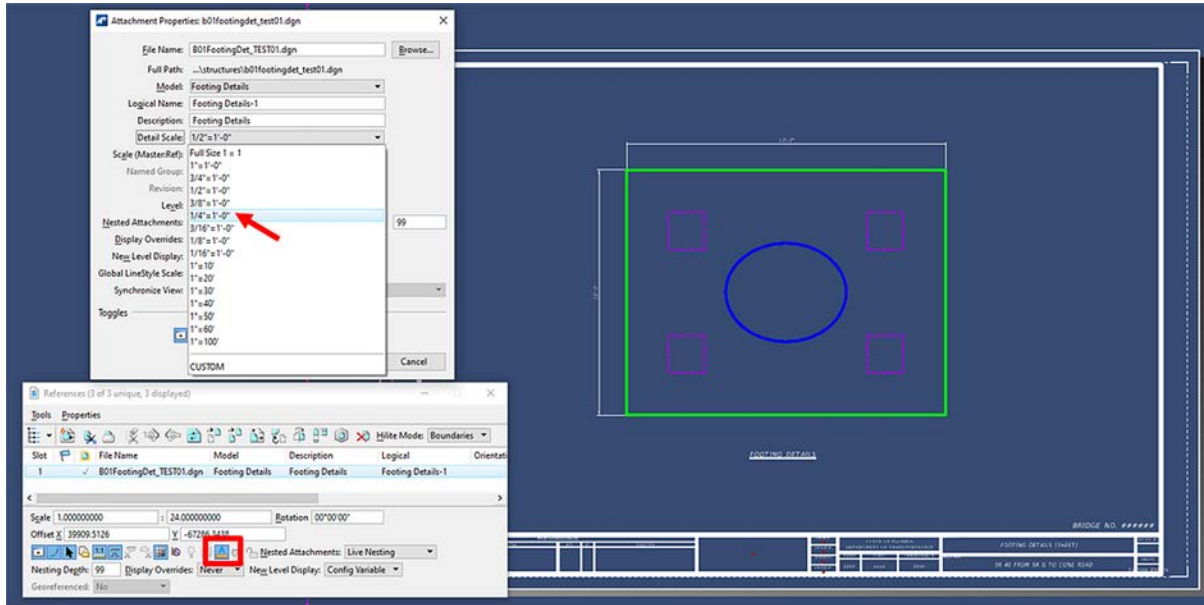 Attachment Properties: b01footingdet_test01.dgn
File Name: B01FootingDet_TEST01.dgn Browse...
Full Path: ...\structures\b01footingdet_test01.dgn
Model: Footing Details
Logical Name: Footing Details-1
Description: Footing Details
Detail Scale: 1/2"=1'-0"
Scale (Master:Ref): Full Size 1 = 1
1"=1'-0"
Named Group: 3/4"=1'-0"
Revision: 1/2"=1'-0"
3/8"=1'-0"
Level: 1/4"=1'-0"
Nested Attachments: 3/16"=1'-0" 99
Display Overrides: 1/8"=1'-0"
New Level Display: 1/16"=1'-0"
1"=10'
Global LineStyle Scale: 1"=20'
Synchronize View: 1"=30'
1"=40'
Toggles 1"=50'
1"=60'
1"=100'
CUSTOM Cancel
References (3 of 3 unique, 3 displayed)
Tools Properties
Hilite Mode: Boundaries
Slot File Name Model Description Logical Orientati
1 B01FootingDet_TEST01.dgn Footing Details Footing Details Footing Details-1
Scale 1.000000000 : 24.000000000 Rotation 00°00'00"
Offset X 39909.5126 Y -67286.3438
Nested Attachments: Live Nesting
Nesting Depth: 99 Display Overrides: Never New Level Display: Config Variable
Georeferenced: No
FOOTING DETAILS
BRIDGE NO. ######
FOOTING DETAILS (SHEET)